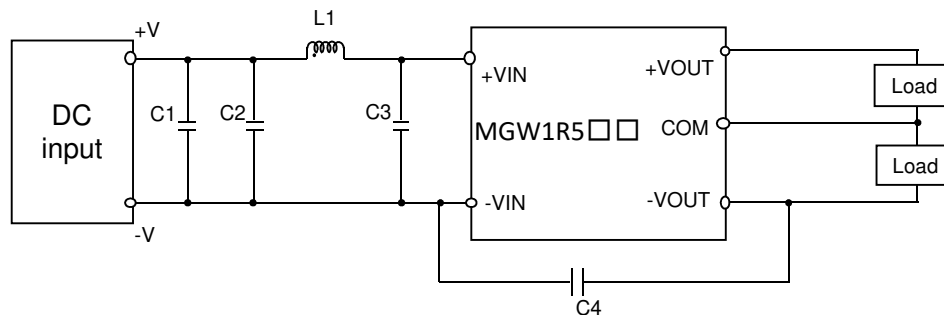 +V
L1
DC
input
C1
C2
C3
-V
+VIN
-VIN
MGW1R5□□
+VOUT
COM
-VOUT
Load
Load
C4